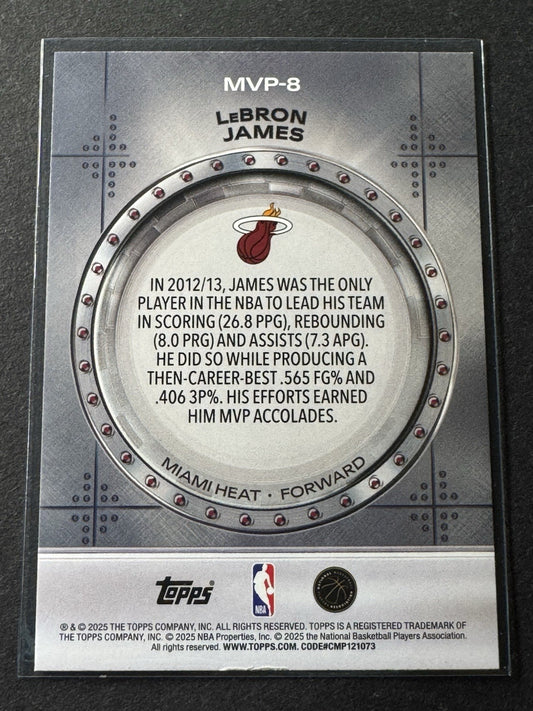 MVP-8
LeBRON
JAMES
IN 2012/13, JAMES WAS THE ONLY
PLAYER IN THE NBA TO LEAD HIS TEAM
IN SCORING (26.8 PPG), REBOUNDING
(8.0 PRG) AND ASSISTS (7.3 APG).
HE DID SO WHILE PRODUCING A
THEN-CAREER-BEST .565 FG% AND
.406 3P%. HIS EFFORTS EARNED
HIM MVP ACCOLADES.
MIAMI HEAT · FORWARD
Topps
NBA
® & © 2025 THE TOPPS COMPANY, INC. ALL RIGHTS RESERVED. TOPPS IS A REGISTERED TRADEMARK OF
THE TOPPS COMPANY, INC. © 2025 NBA Properties, Inc. © 2025 the National Basketball Players Association.
All rights reserved. WWW.TOPPS.COM. CODE#CMP121073